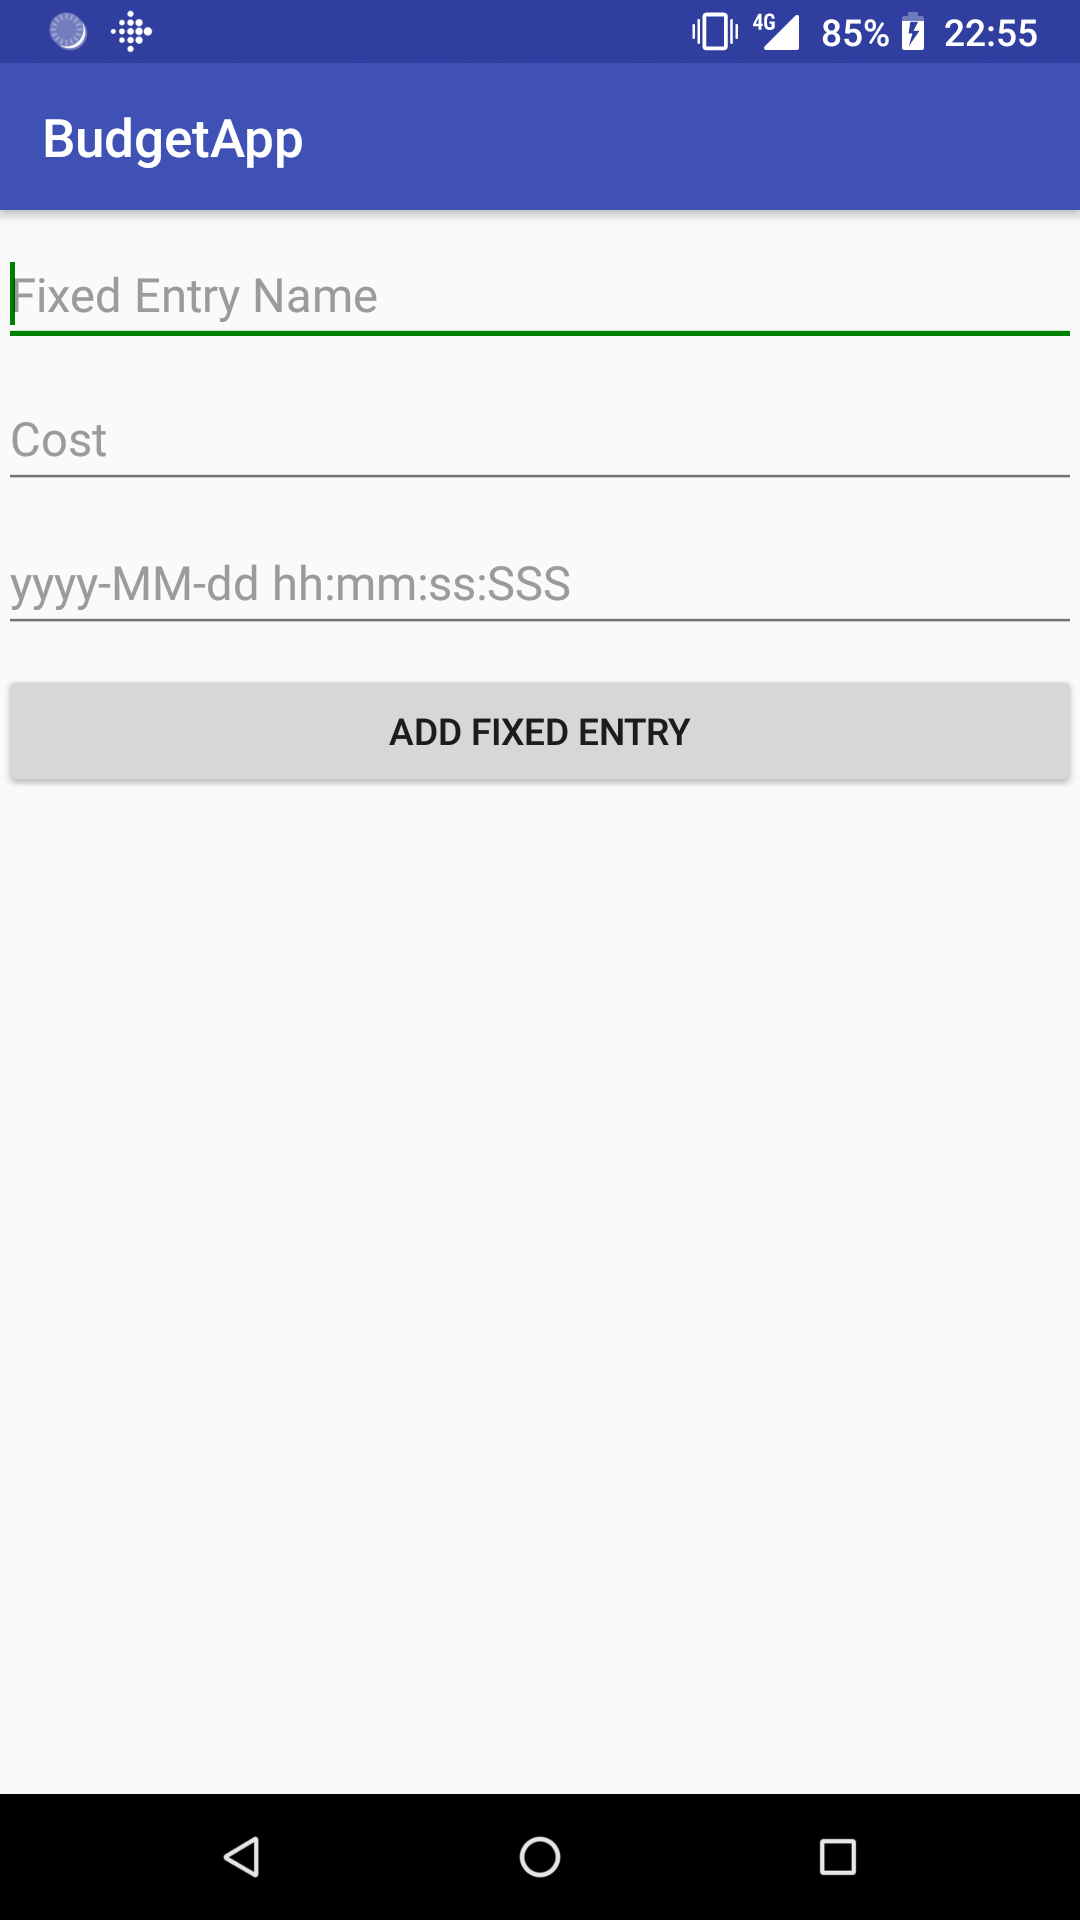 4G 85% 22:55
BudgetApp
Fixed Entry Name
Cost
yyyy-MM-dd hh:mm:ss:SSS
ADD FIXED ENTRY